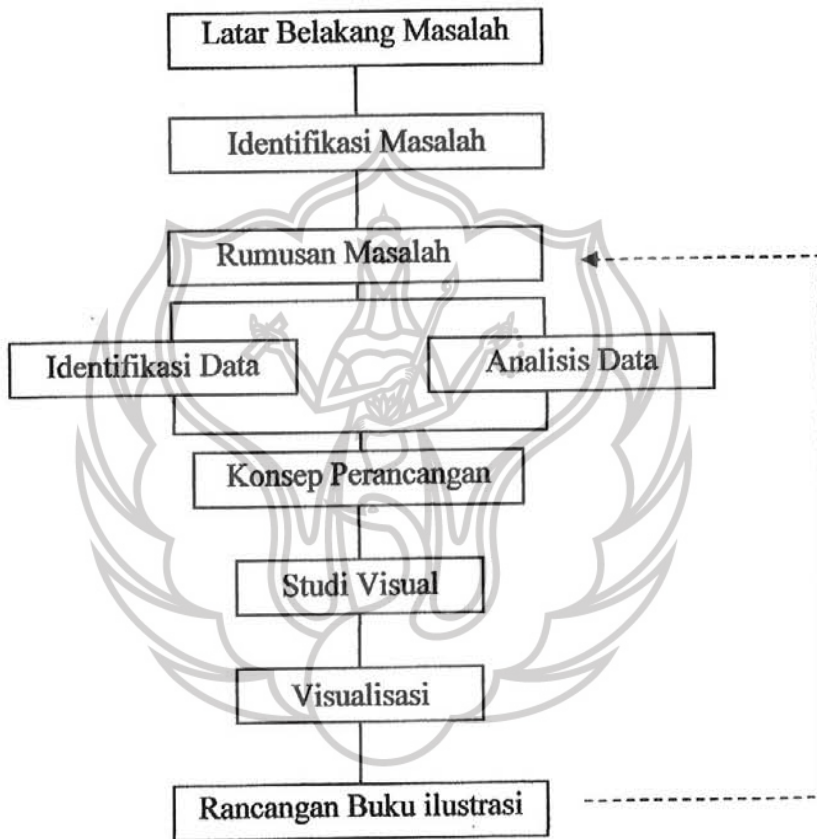 Latar Belakang Masalah
Identifikasi Masalah
Rumusan Masalah
Identifikasi Data
Analisis Data
Konsep Perancangan
Studi Visual
Visualisasi
Rancangan Buku ilustrasi